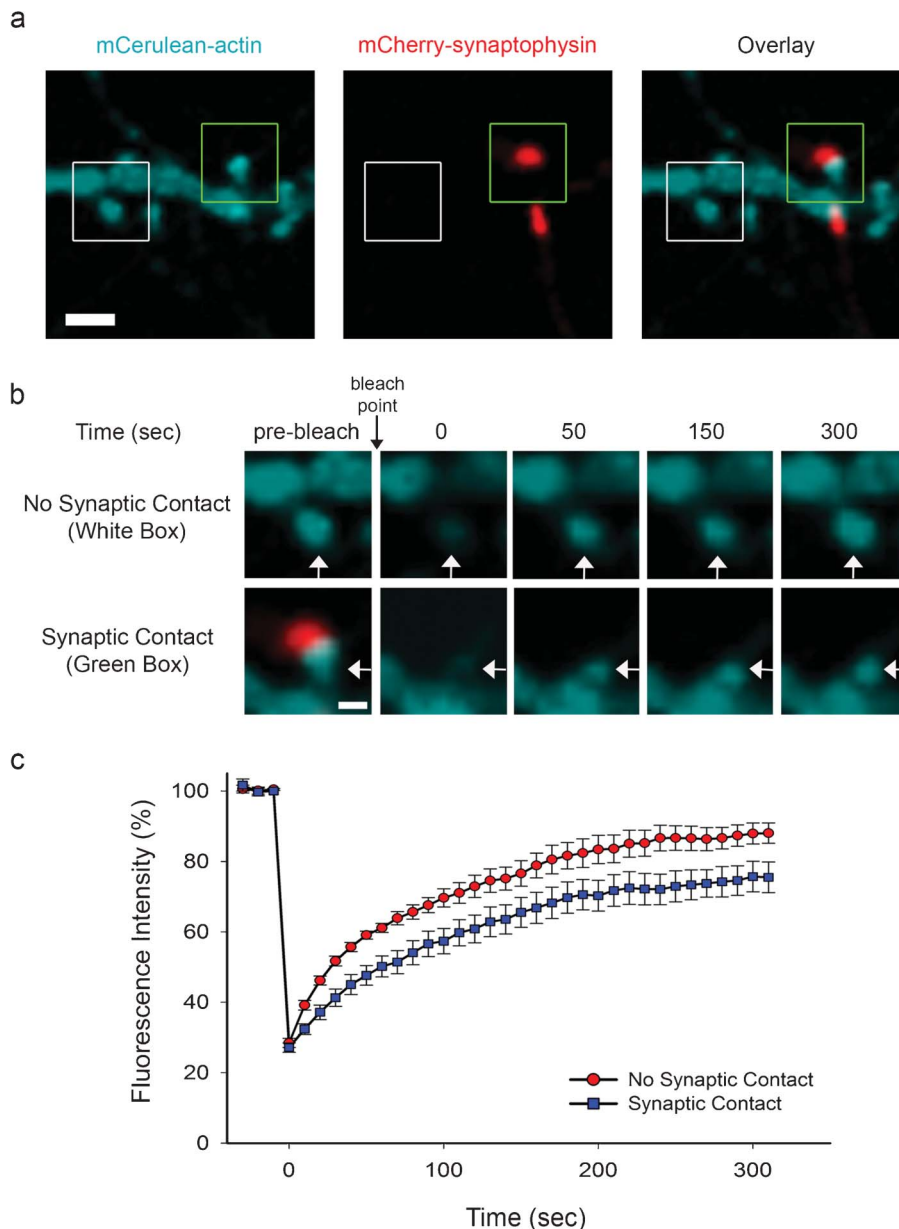 a
mCerulean-actin mCherry-synaptophysin Overlay
b
bleach
point
Time (sec) pre-bleach 0 50 150 300
No Synaptic Contact
(White Box)
Synaptic Contact
(Green Box)
c
Fluorescence Intensity (%)
100
80
60
40
20
0
No Synaptic Contact
Synaptic Contact
0 100 200 300
Time (sec)